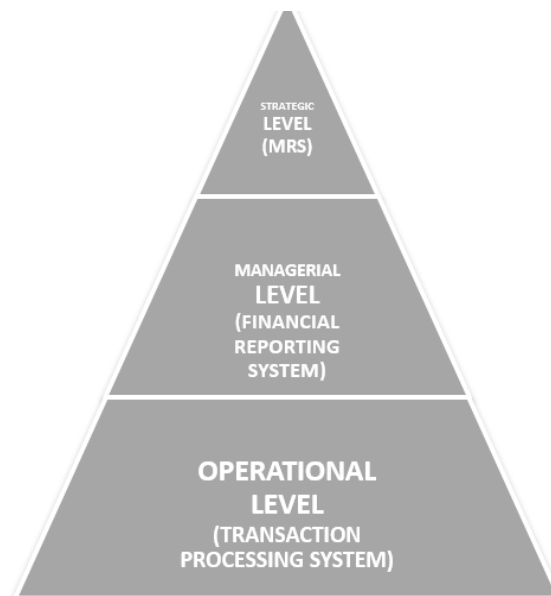 STRATEGIC
LEVEL
(MRS)
MANAGERIAL
LEVEL
(FINANCIAL
REPORTING
SYSTEM)
OPERATIONAL
LEVEL
(TRANSACTION
PROCESSING SYSTEM)